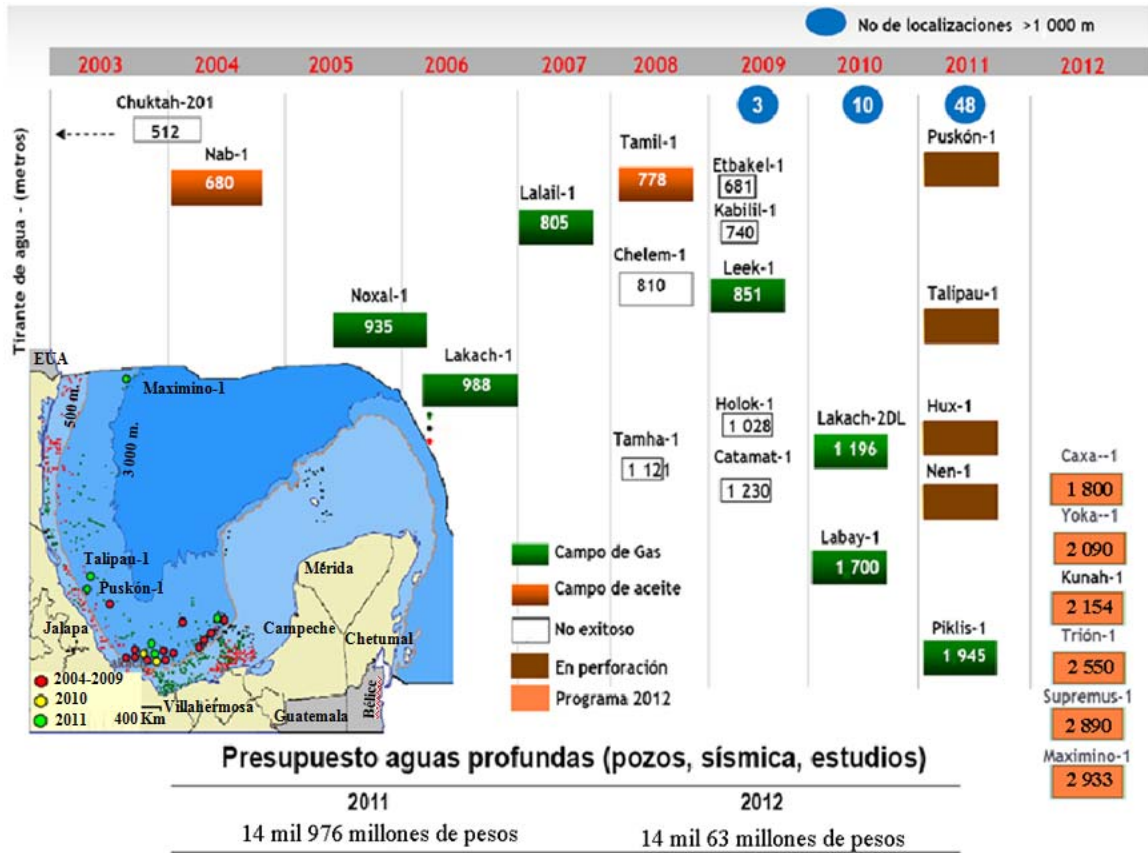 No de localizaciones >1 000 m
2003 2004 2005 2006 2007 2008 2009 2010 2011 2012
3 10 48
Tirante de agua - (metros)
Chuktah-201
512
Nab-1
680
Noxal-1
935
Lakach-1
988
Lalail-1
805
Tamil-1
778
Chelem-1
810
Tamha-1
1 121
Etbakel-1
681
Kabilil-1
740
Leek-1
851
Holok-1
1 028
Catamat-1
1 230
Lakach-2DL
1 196
Labay-1
1 700
Puskón-1
Talipau-1
Hux-1
Nen-1
Piklis-1
1 945
Caxa--1
1 800
Yoka--1
2 090
Kunah-1
2 154
Trión-1
2 550
Supremus-1
2 890
Maximino-1
2 933
EUA
500 m.
3 000 m.
Maximino-1
Talipau-1
Puskón-1
Jalapa
Mérida
Campeche
Chetumal
Villahermosa
Guatemala
Bélice
2004-2009
2010
2011
400 Km
Campo de Gas
Campo de aceite
No exitoso
En perforación
Programa 2012
Presupuesto aguas profundas (pozos, sísmica, estudios)
2011 2012
14 mil 976 millones de pesos 14 mil 63 millones de pesos